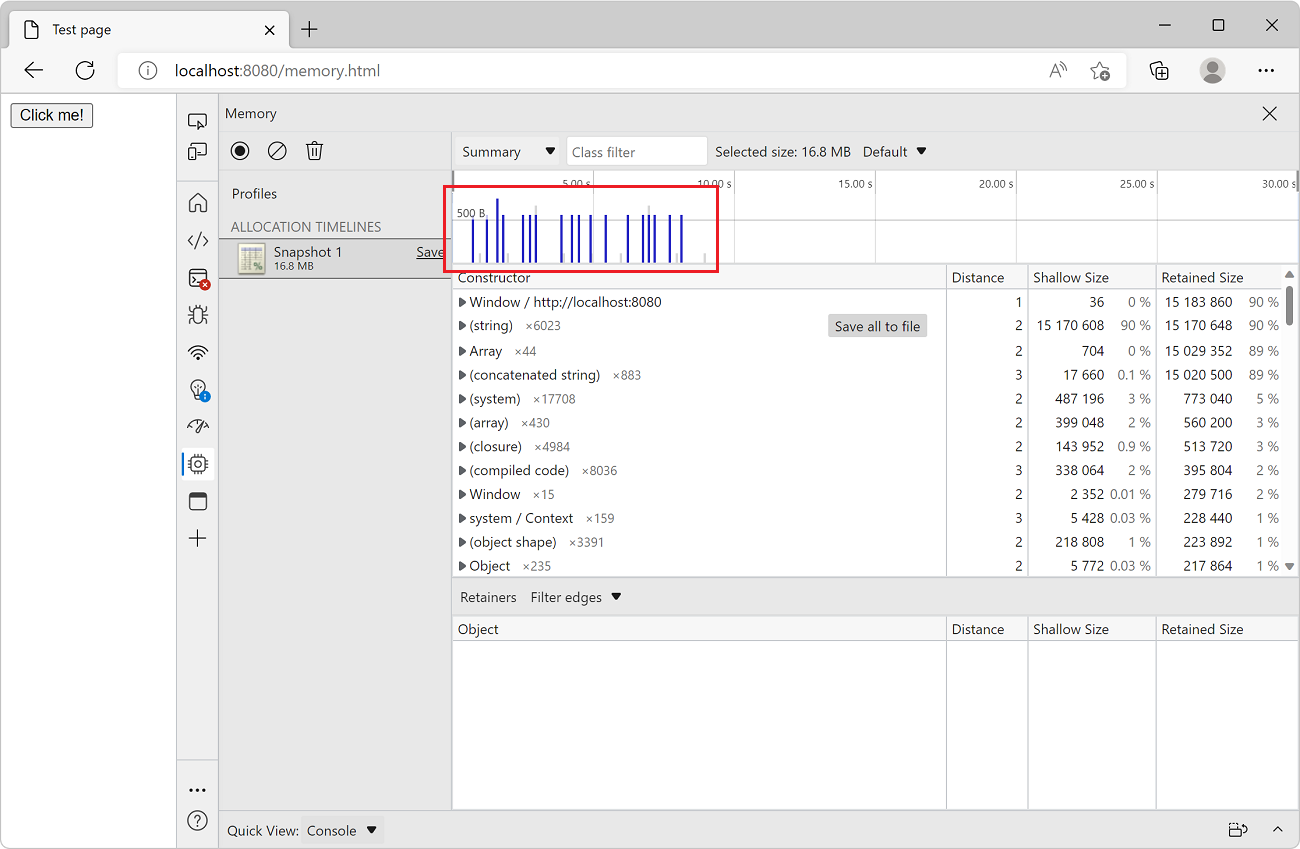 Test page
localhost:8080/memory.html
Click me!
Memory
Summary Class filter Selected size: 16.8 MB Default
Profiles
ALLOCATION TIMELINES
Snapshot 1 Save
16.8 MB
5.00 s 10.00 s 15.00 s 20.00 s 25.00 s 30.00 s
500 B
Constructor Distance Shallow Size Retained Size
Window / http://localhost:8080 1 36 0 % 15 183 860 90 %
(string) ×6023 Save all to file 2 15 170 608 90 % 15 170 648 90 %
Array ×44 2 704 0 % 15 029 352 89 %
(concatenated string) ×883 3 17 660 0.1 % 15 020 500 89 %
(system) ×17708 2 487 196 3 % 773 040 5 %
(array) ×430 2 399 048 2 % 560 200 3 %
(closure) ×4984 2 143 952 0.9 % 513 720 3 %
(compiled code) ×8036 3 338 064 2 % 395 804 2 %
Window ×15 2 2 352 0.01 % 279 716 2 %
system / Context ×159 3 5 428 0.03 % 228 440 1 %
(object shape) ×3391 2 218 808 1 % 223 892 1 %
Object ×235 2 5 772 0.03 % 217 864 1 %
Retainers Filter edges
Object Distance Shallow Size Retained Size
Quick View: Console